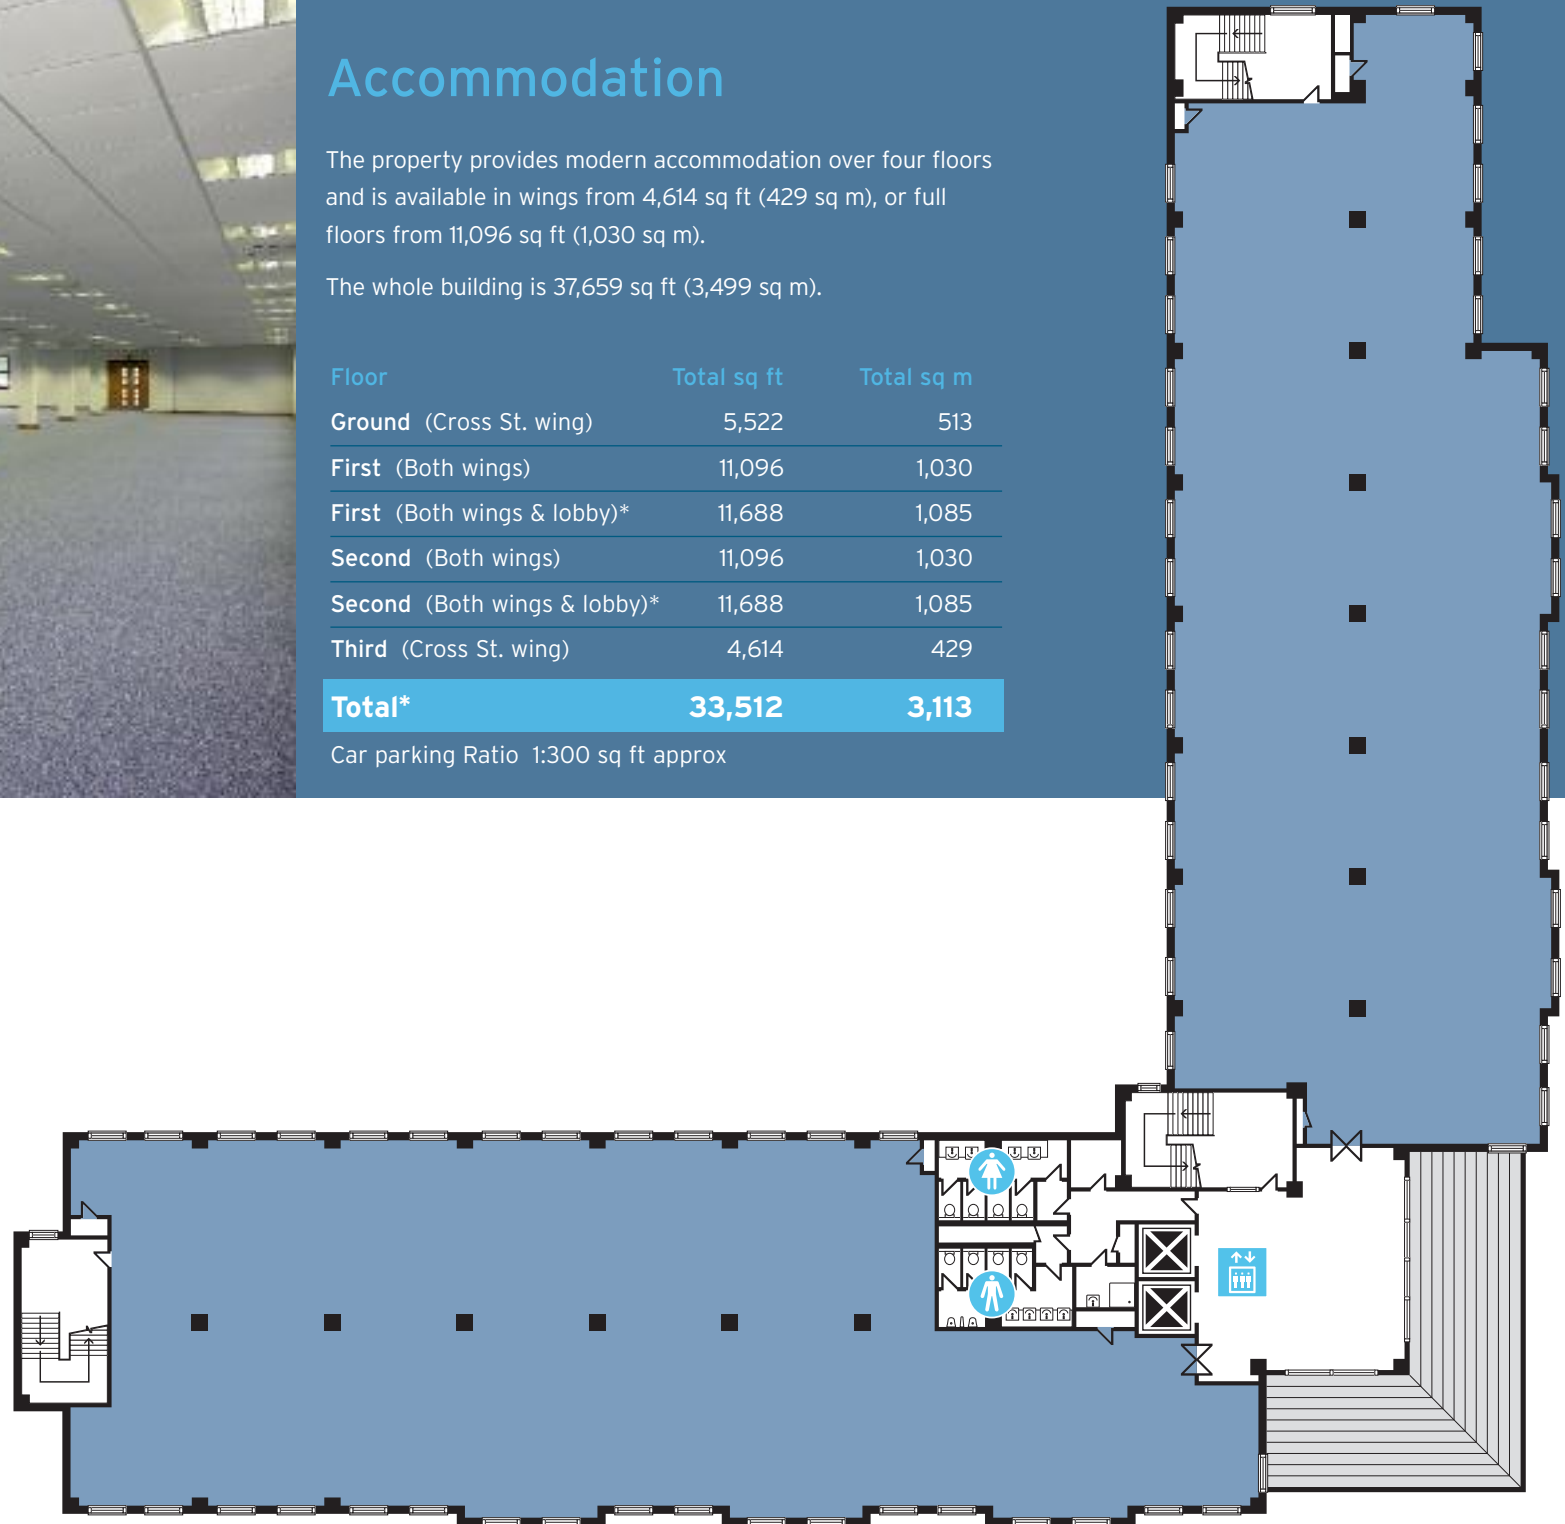 Accommodation
The property provides modern accommodation over four floors
and is available in wings from 4,614 sq ft (429 sq m), or full
floors from 11,096 sq ft (1,030 sq m).
The whole building is 37,659 sq ft (3,499 sq m).
Floor Total sq ft Total sq m
Ground (Cross St. wing) 5,522 513
First (Both wings) 11,096 1,030
First (Both wings & lobby)* 11,688 1,085
Second (Both wings) 11,096 1,030
Second (Both wings & lobby)* 11,688 1,085
Third (Cross St. wing) 4,614 429
Total* 33,512 3,113
Car parking Ratio 1:300 sq ft approx